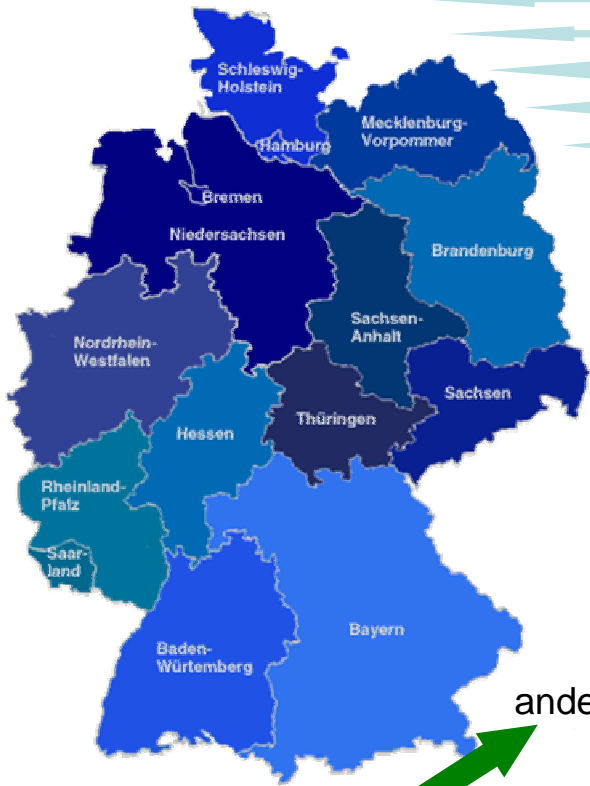 Schleswig-
Holstein
Mecklenburg-
Vorpommer
Hamburg
Bremen
Niedersachsen
Brandenburg
Sachsen-
Anhalt
Nordrhein-
Westfalen
Sachsen
Thüringen
Hessen
Rheinland-
Pfalz
Saar-
land
Bayern
Baden-
Würtemberg
ande